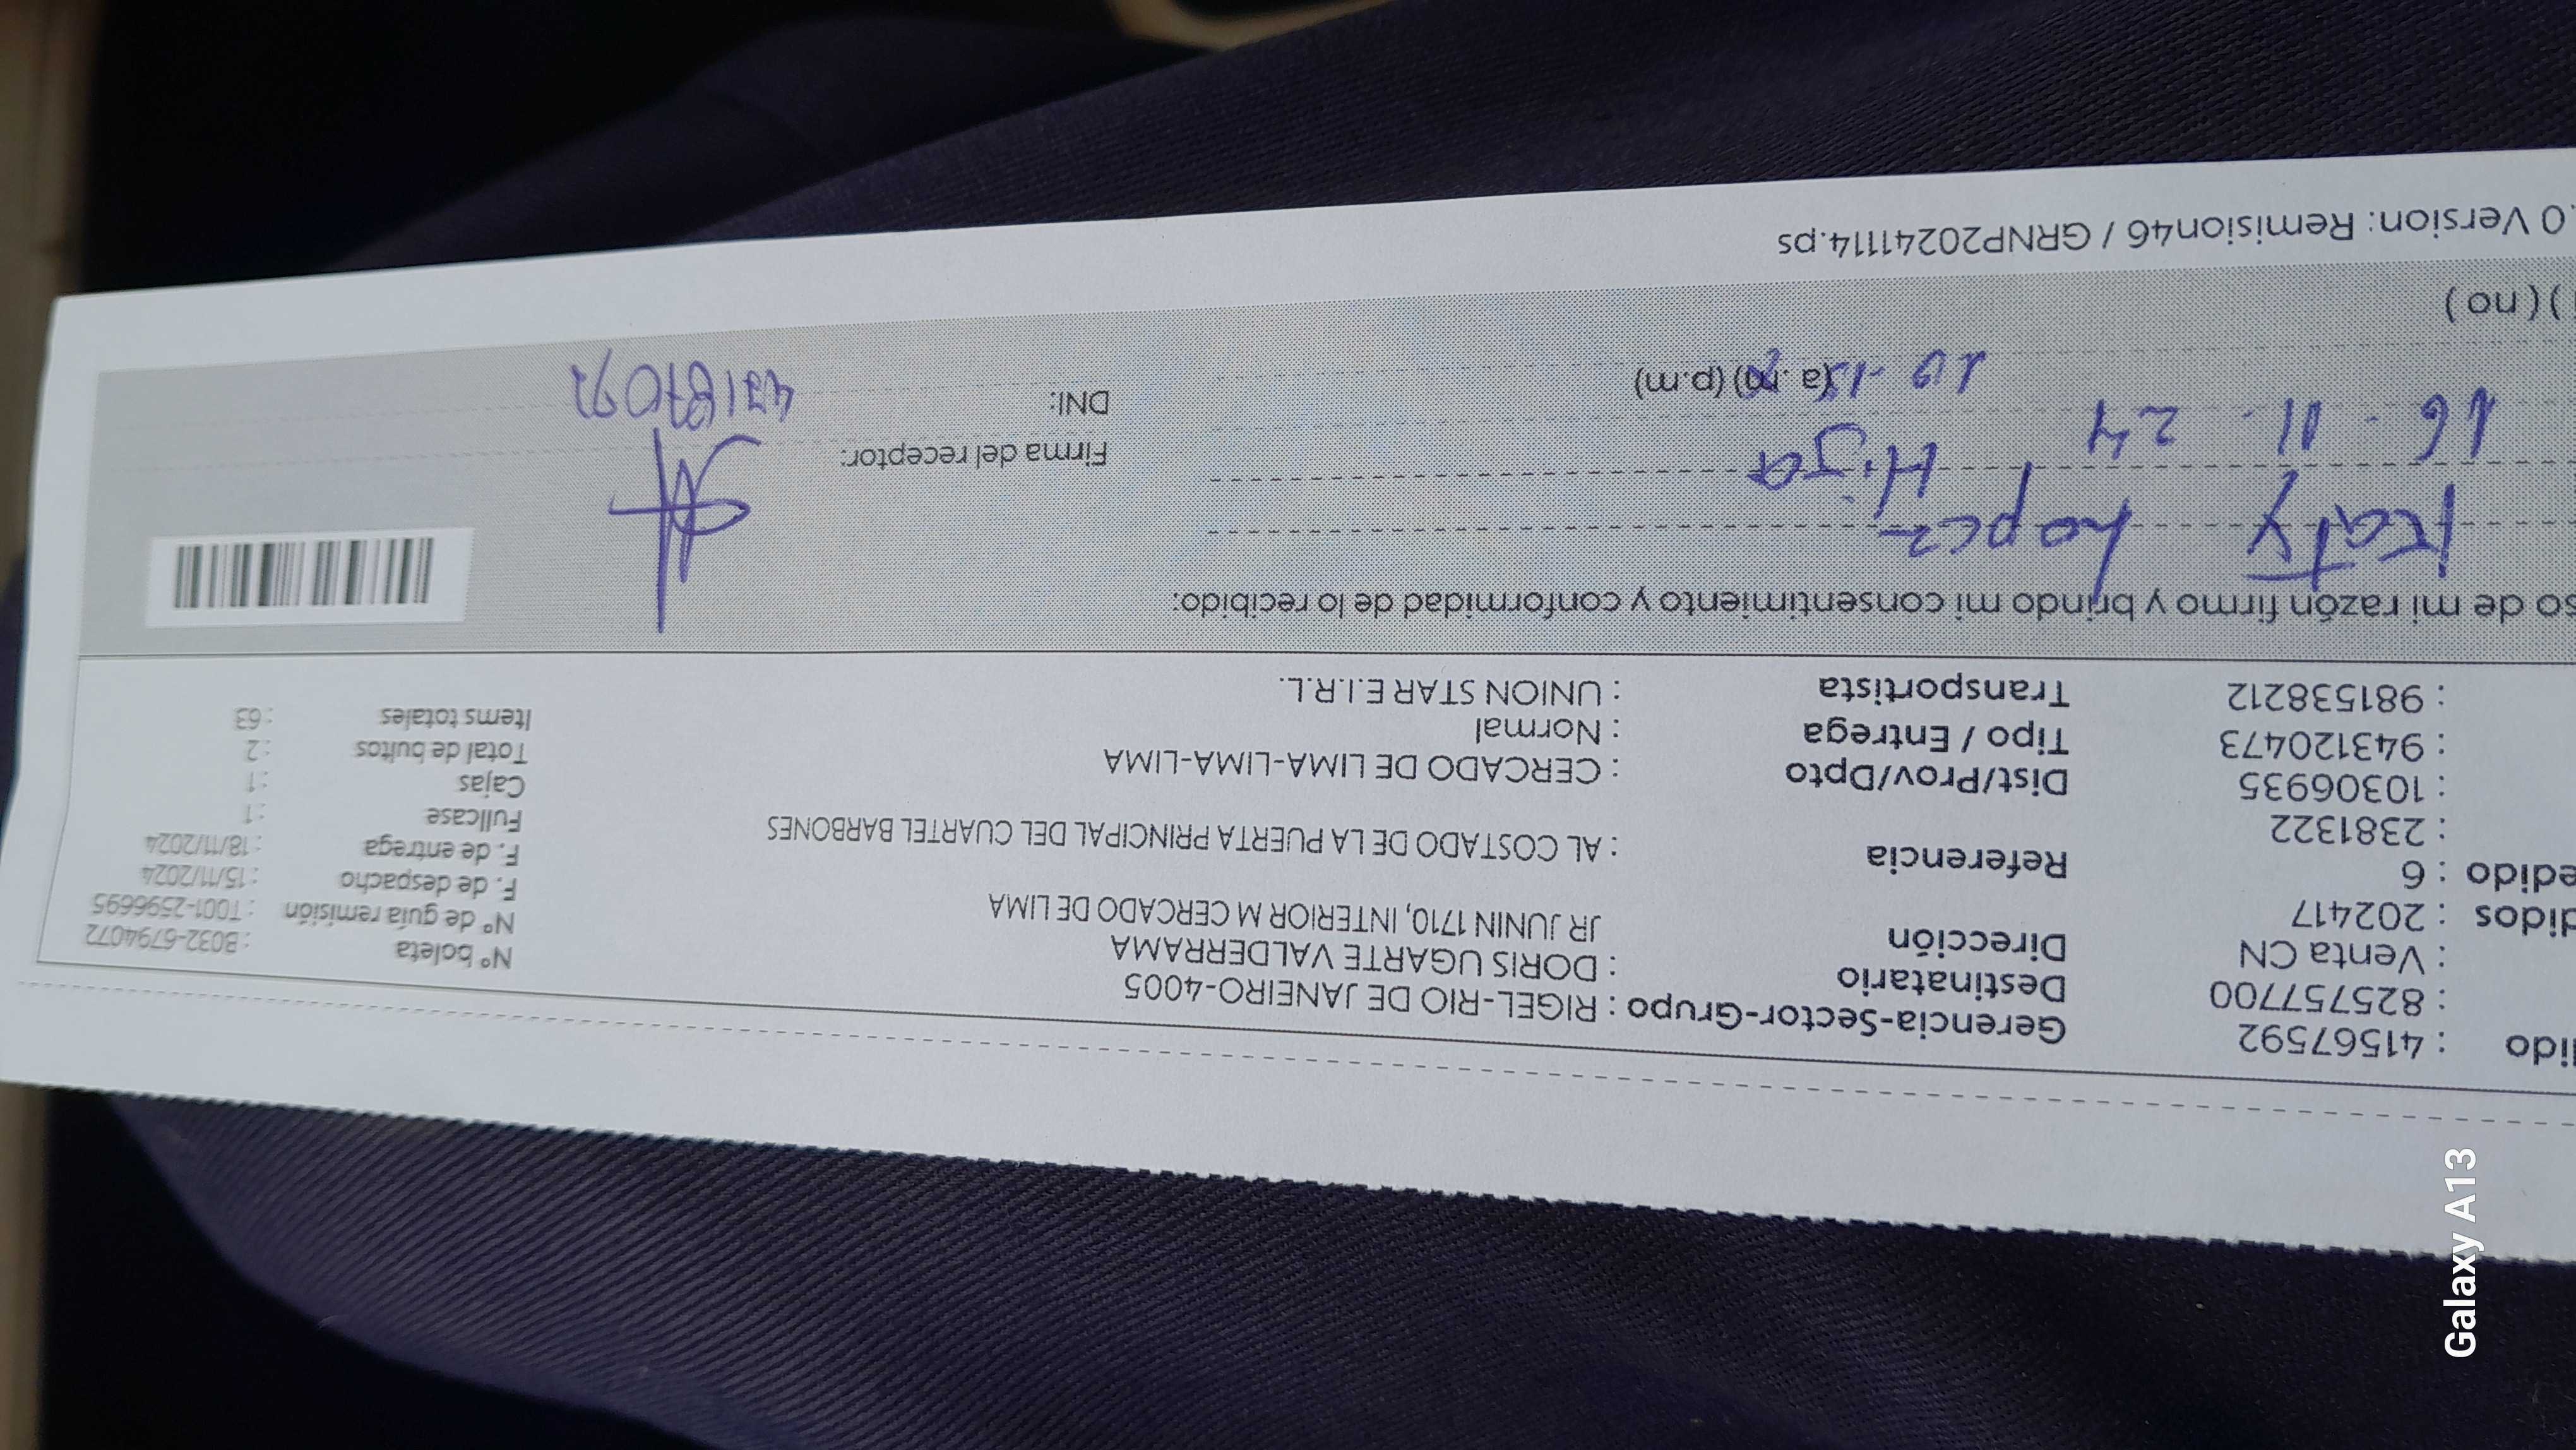 dido : 41567592 Gerencia-Sector-Grupo : RIGEL-RIO DE JANEIRO-4005 N° boleta : B032-6794072
: 825757700 Destinatario : DORIS UGARTE VALDERRAMA N° de guía remisión : T001-2596695
: Venta CN Dirección JR JUNIN 1710, INTERIOR M CERCADO DE LIMA F. de despacho : 15/11/2024
didos : 202417 F. de entrega : 18/11/2024
edido : 6 Referencia : AL COSTADO DE LA PUERTA PRINCIPAL DEL CUARTEL BARBONES Fullcase : 1
: 2381322 Cajas : 1
: 10306935 Dist/Prov/Dpto : CERCADO DE LIMA-LIMA-LIMA Total de bultos : 2
: 943120473 Tipo / Entrega : Normal Items totales : 63
: 981538212 Transportista : UNION STAR E.I.R.L.
so de mi razón firmo y brindo mi consentimiento y conformidad de lo recibido:
Katy Lopez
Hija Firma del receptor:
16 - 11 - 24 (a.m) (p.m) DNI:
) ( no )
.0 Version: Remision46 / GRNP20241114.ps
Galaxy A13